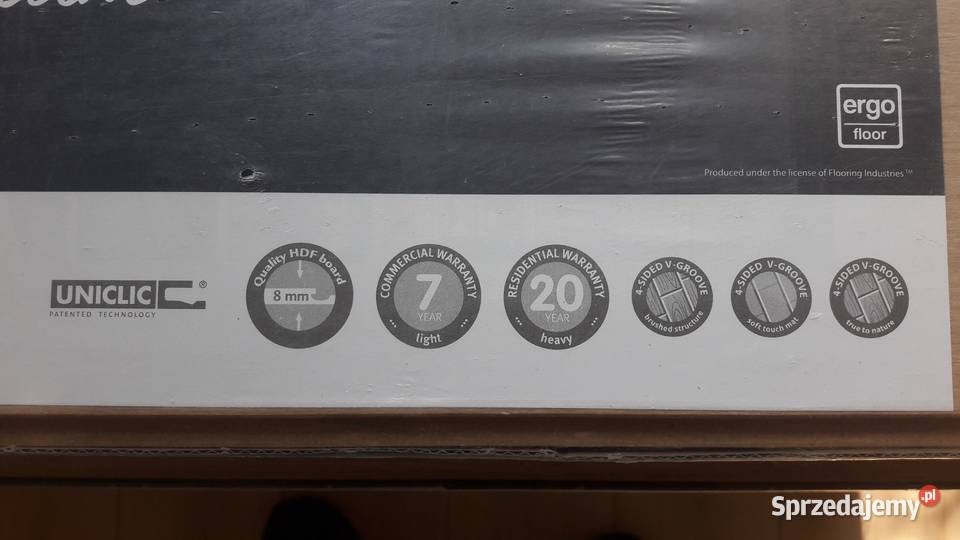 ergo
floor
Produced under the license of Flooring Industries™
UNICLIC®
PATENTED TECHNOLOGY
Quality HDF board
8 mm
COMMERCIAL WARRANTY
7
YEAR
... light ...
RESIDENTIAL WARRANTY
20
YEAR
... heavy ...
4-SIDED V-GROOVE
brushed structure
4-SIDED V-GROOVE
soft touch mat
4-SIDED V-GROOVE
true to nature
Sprzedajemy.pl